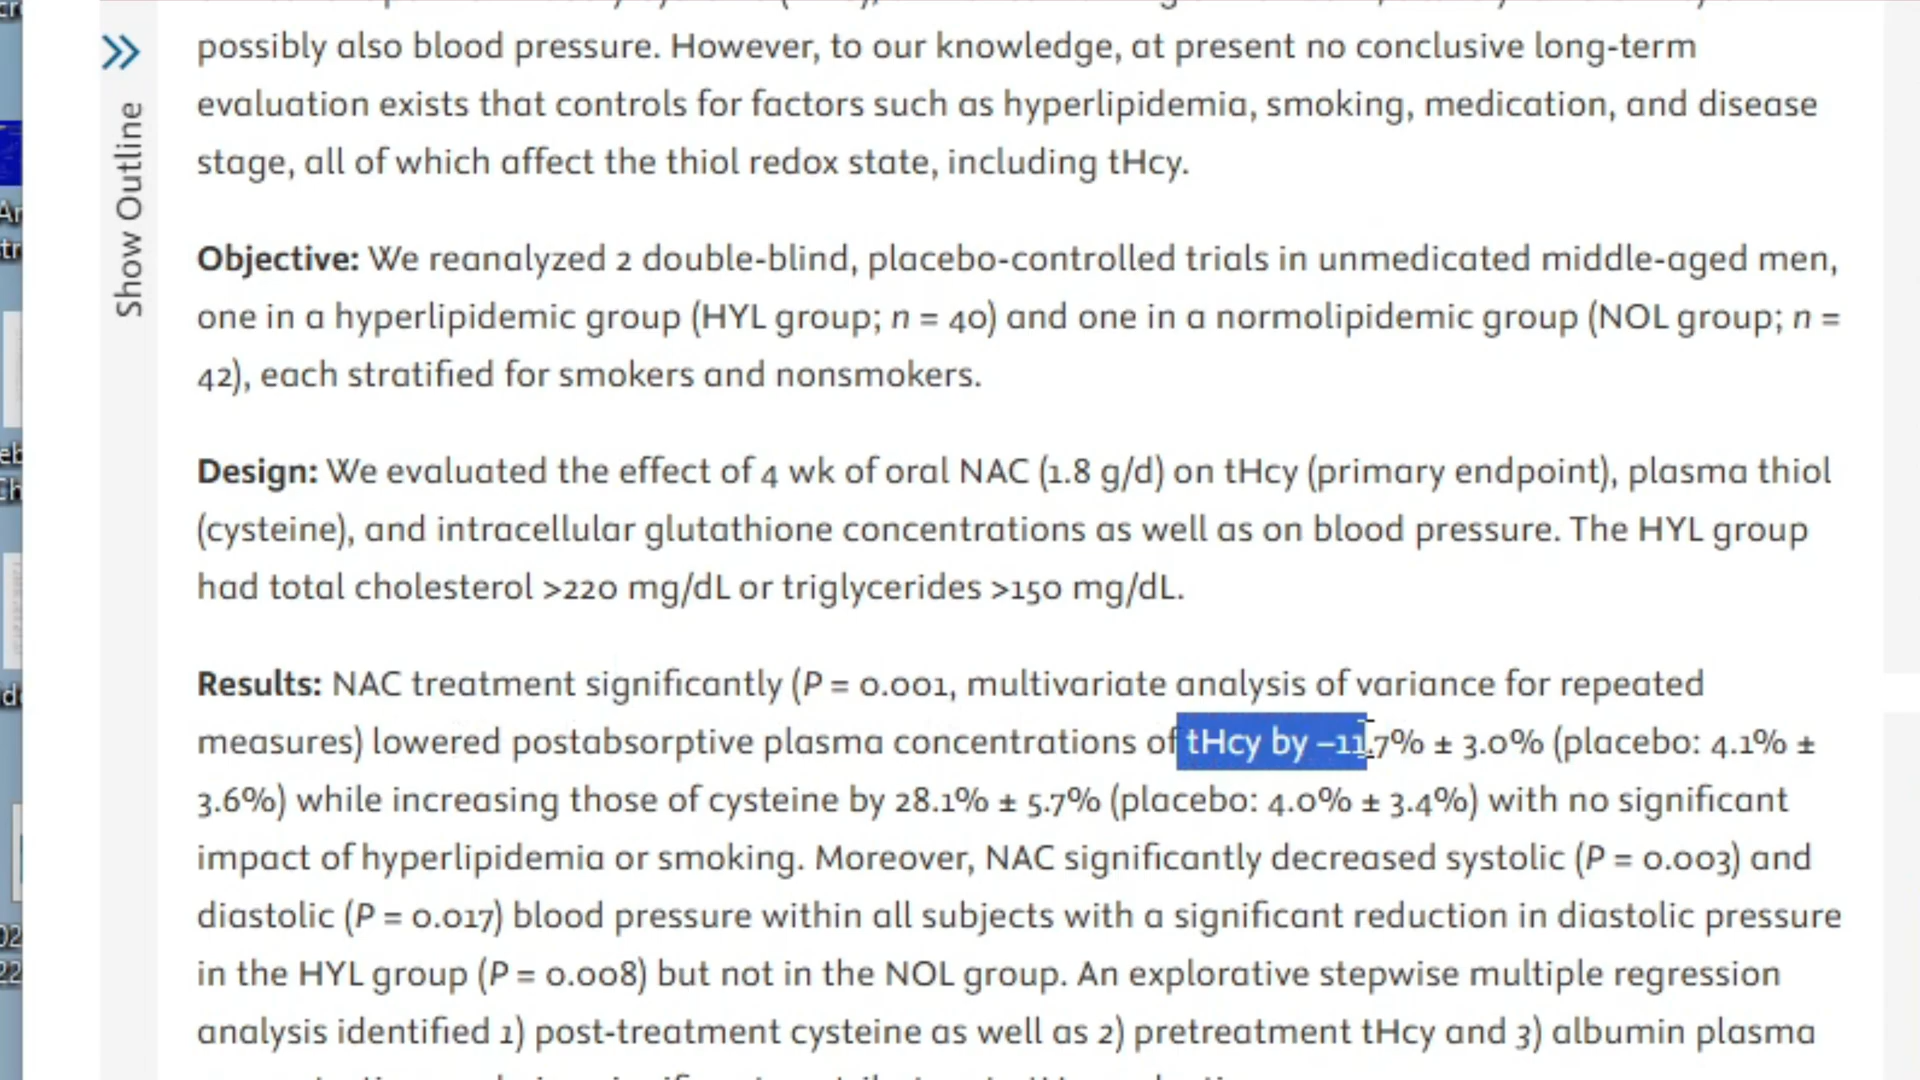 possibly also blood pressure. However, to our knowledge, at present no conclusive long-term
evaluation exists that controls for factors such as hyperlipidemia, smoking, medication, and disease
stage, all of which affect the thiol redox state, including tHcy.
Show Outline
Objective: We reanalyzed 2 double-blind, placebo-controlled trials in unmedicated middle-aged men,
one in a hyperlipidemic group (HYL group; n = 40) and one in a normolipidemic group (NOL group; n =
42), each stratified for smokers and nonsmokers.
Design: We evaluated the effect of 4 wk of oral NAC (1.8 g/d) on tHcy (primary endpoint), plasma thiol
(cysteine), and intracellular glutathione concentrations as well as on blood pressure. The HYL group
had total cholesterol >220 mg/dL or triglycerides >150 mg/dL.
Results: NAC treatment significantly (P = 0.001, multivariate analysis of variance for repeated
measures) lowered postabsorptive plasma concentrations of tHcy by –11.7% ± 3.0% (placebo: 4.1% ±
3.6%) while increasing those of cysteine by 28.1% ± 5.7% (placebo: 4.0% ± 3.4%) with no significant
impact of hyperlipidemia or smoking. Moreover, NAC significantly decreased systolic (P = 0.003) and
diastolic (P = 0.017) blood pressure within all subjects with a significant reduction in diastolic pressure
in the HYL group (P = 0.008) but not in the NOL group. An explorative stepwise multiple regression
analysis identified 1) post-treatment cysteine as well as 2) pretreatment tHcy and 3) albumin plasma